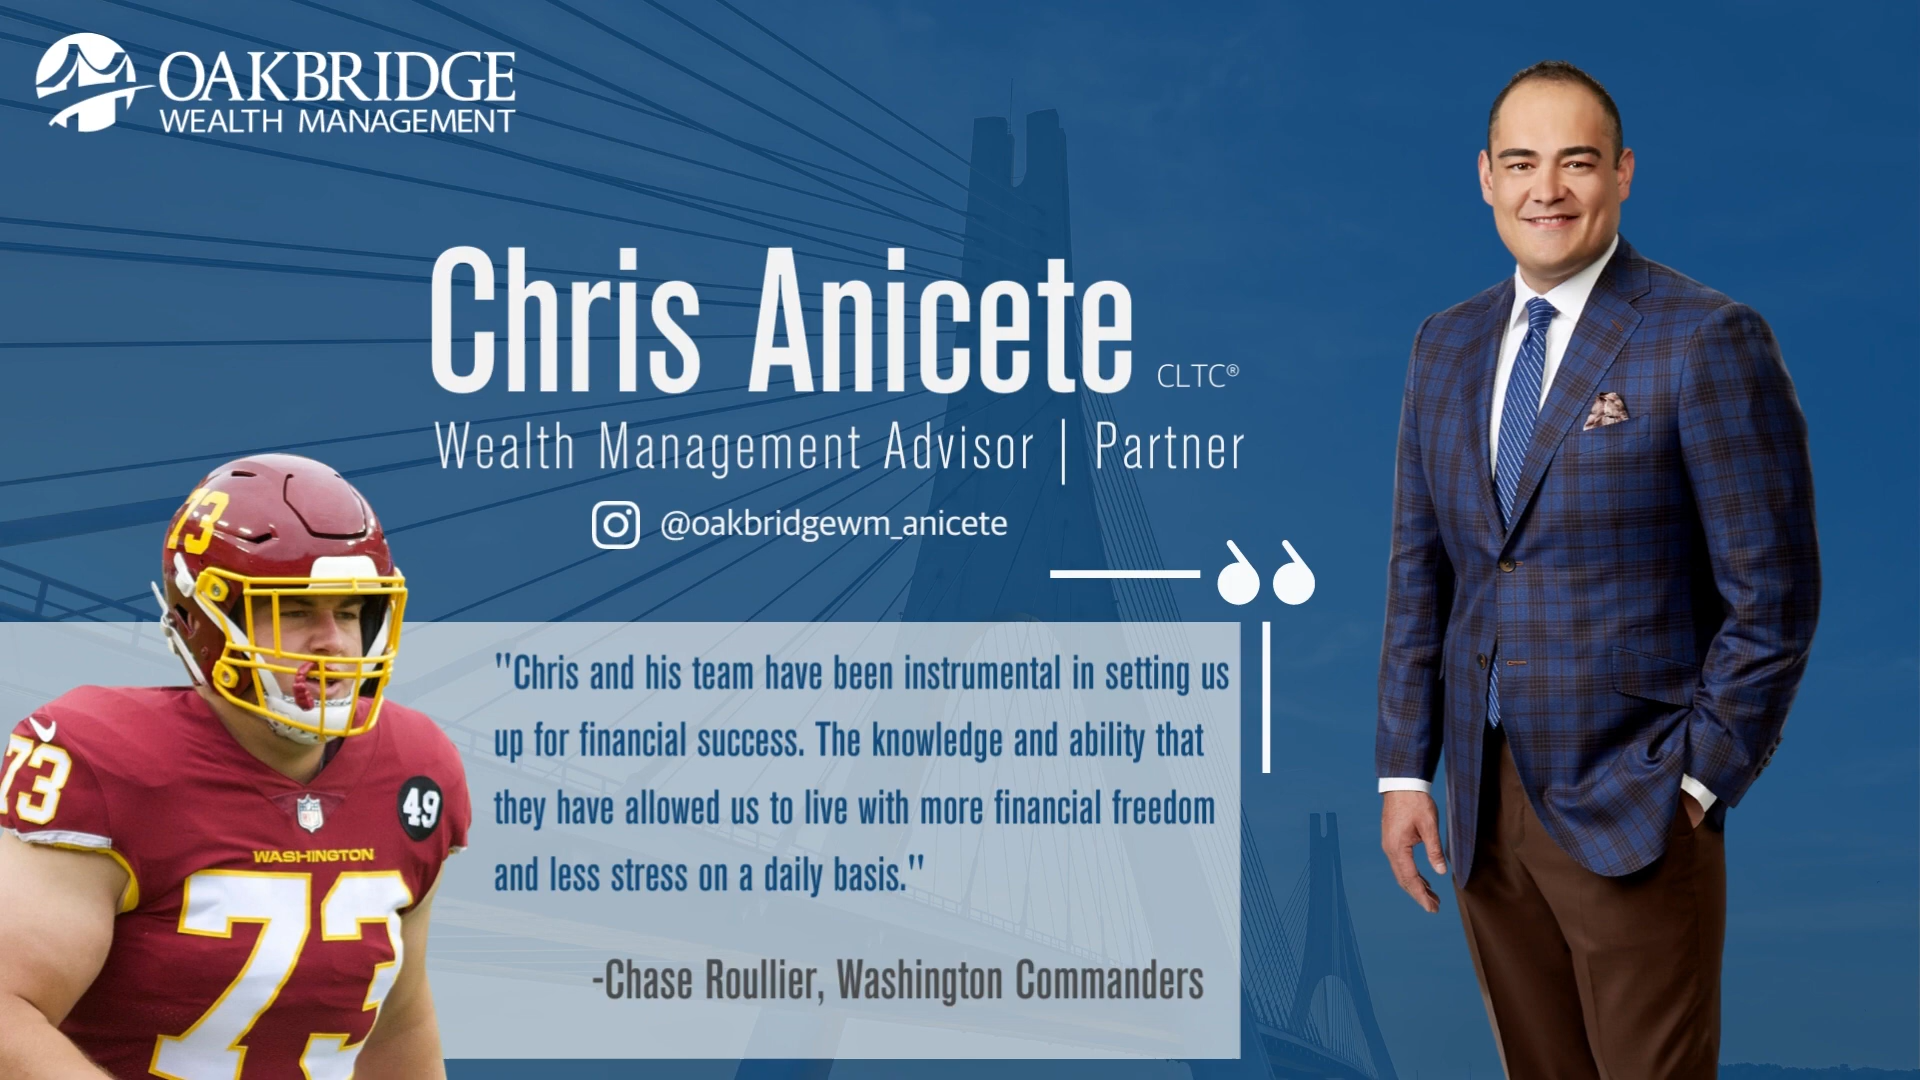 OAKBRIDGE
WEALTH MANAGEMENT
Chris Anicete CLTC®
Wealth Management Advisor | Partner
@oakbridgewm_anicete
"Chris and his team have been instrumental in setting us
up for financial success. The knowledge and ability that
they have allowed us to live with more financial freedom
and less stress on a daily basis."
-Chase Roullier, Washington Commanders
73
73
49
NFL
WASHINGTON
73